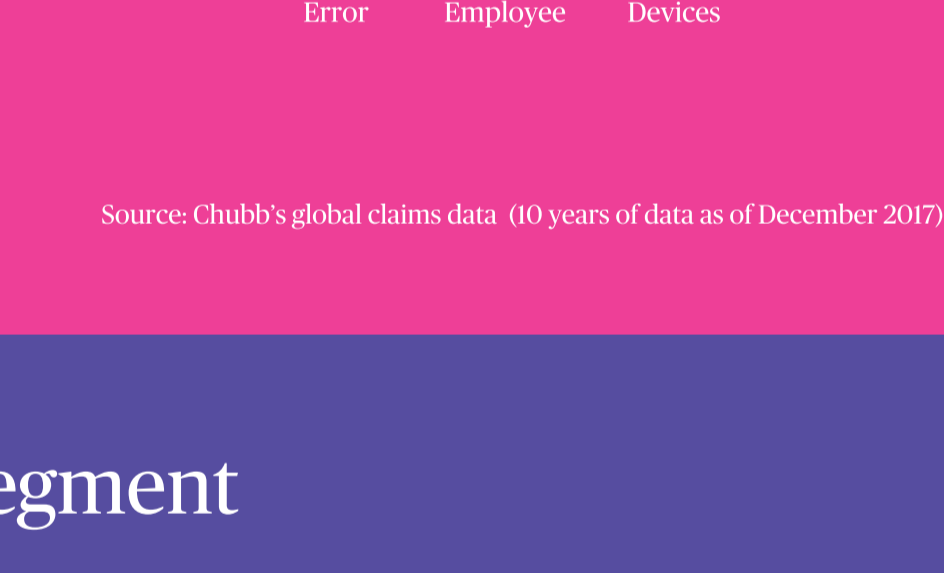 Error Employee Devices
Source: Chubb’s global claims data (10 years of data as of December 2017)
egment